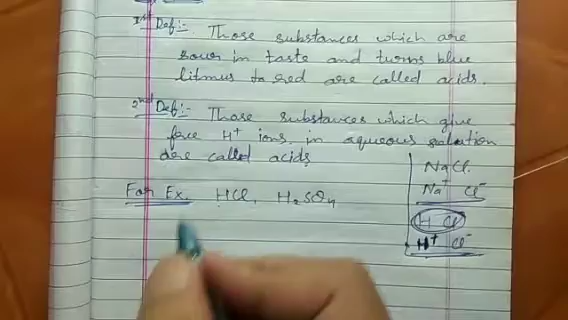 1st Def:- Those substances which are
sour in taste and turns blue
litmus to red are called acids.
2nd Def:- Those substances which give
free H+ ions in aqueous solution
are called acids
For Ex. HCl, H2SO4
NaCl.
Na+ Cl-
H Cl
H+ Cl-